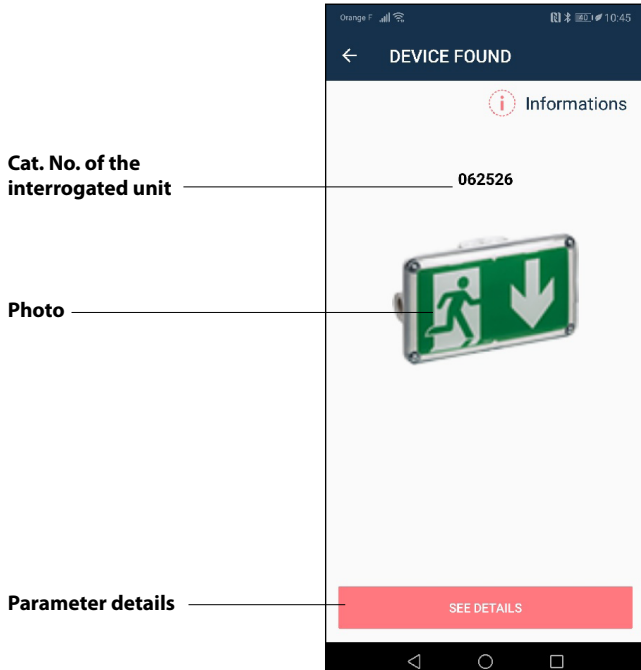 Orange F 10:45
DEVICE FOUND
Informations
Cat. No. of the
interrogated unit
062526
Photo
Parameter details
SEE DETAILS